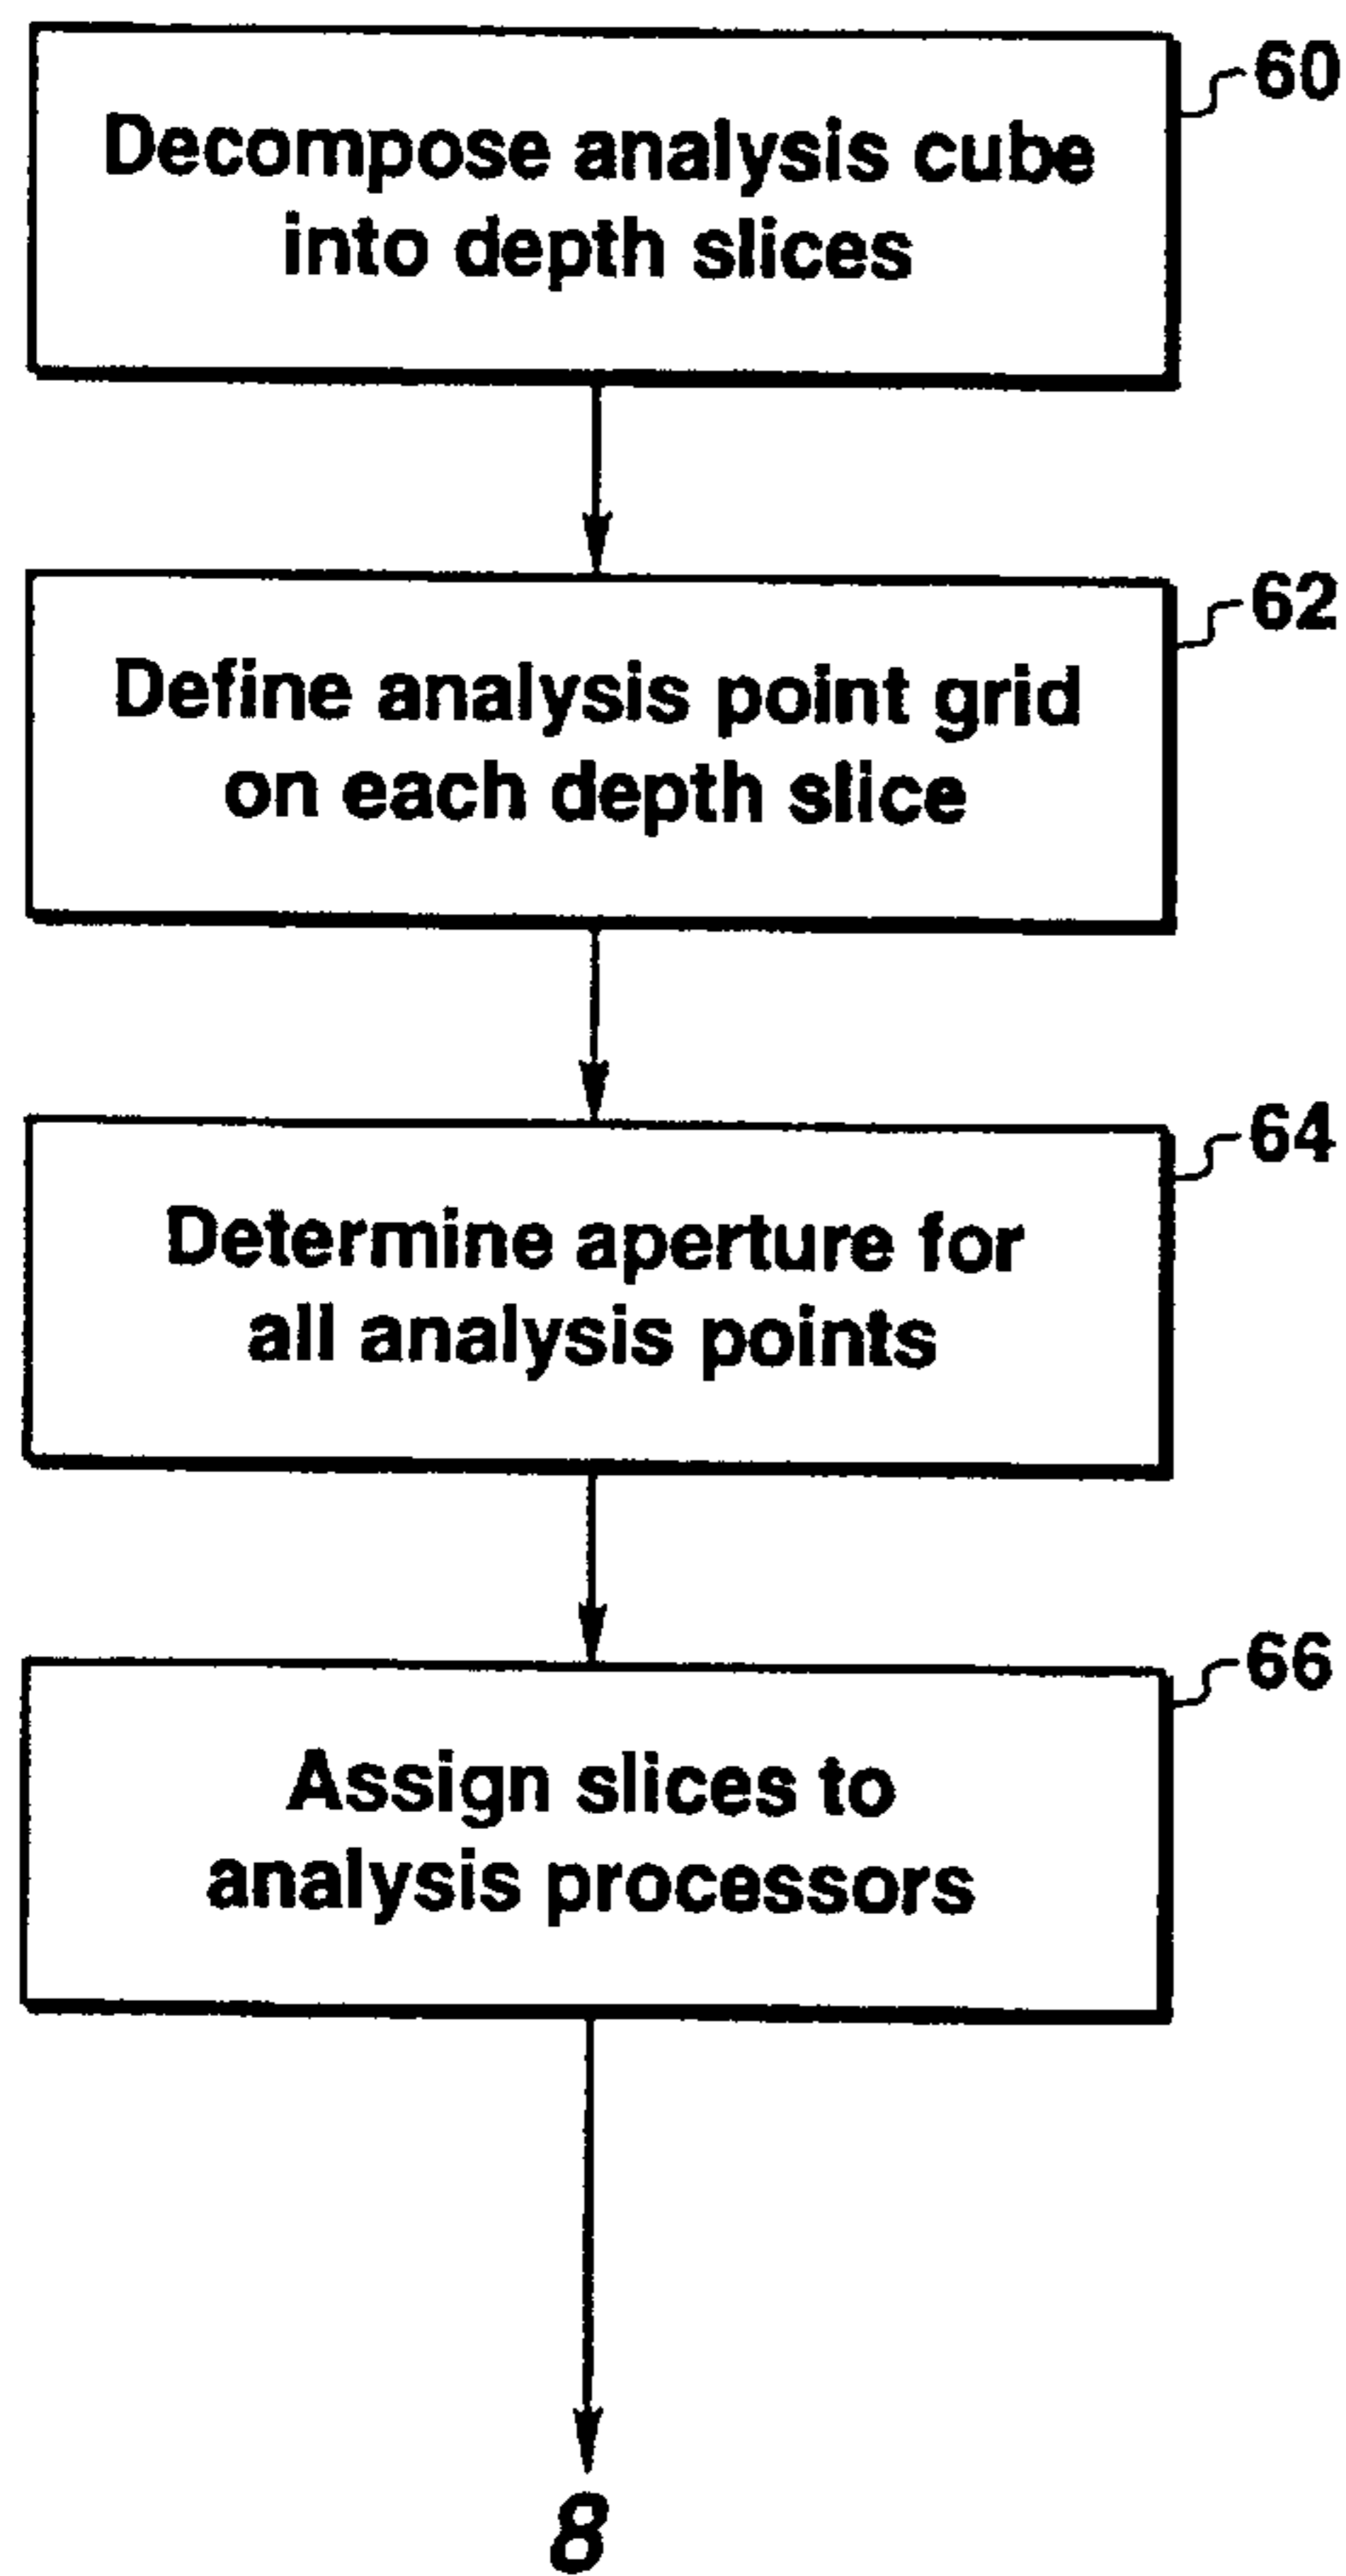 60
Decompose analysis cube
into depth slices
62
Define analysis point grid
on each depth slice
64
Determine aperture for
all analysis points
66
Assign slices to
analysis processors
8